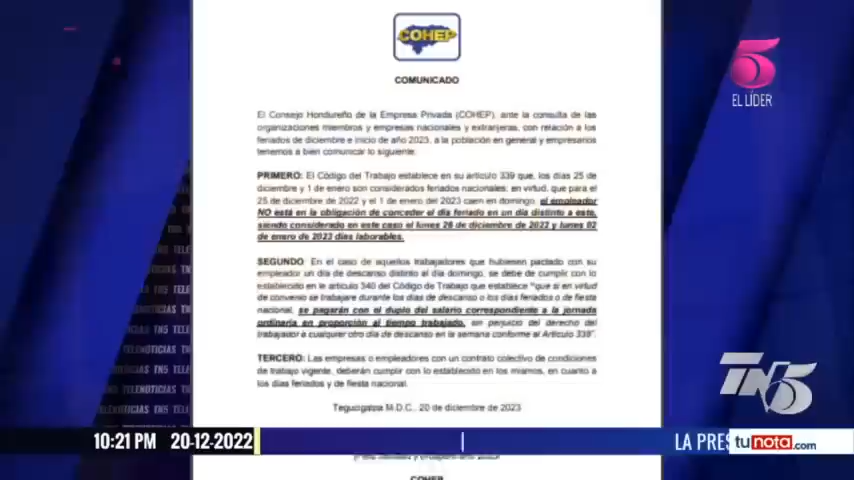 COHEP
COMUNICADO
El Consejo Hondureño de la Empresa Privada (COHEP), ante la consulta de las
organizaciones miembros y empresas nacionales y extranjeras, con relación a los
feriados de diciembre e inicio de año 2023, a la población en general y empresarios
tenemos a bien comunicar lo siguiente:
PRIMERO: El Código del Trabajo establece en su artículo 339 que, los días 25 de
diciembre y 1 de enero son considerados feriados nacionales; en virtud, que para el
25 de diciembre de 2022 y el 1 de enero del 2023 caen en domingo, el empleador
NO está en la obligación de conceder el día feriado en un día distinto a este,
siendo considerado en este caso el lunes 26 de diciembre de 2022 y lunes 02
de enero de 2023 días laborables.
SEGUNDO: En el caso de aquellos trabajadores que hubiesen pactado con su
empleador un día de descanso distinto al día domingo, se debe de cumplir con lo
establecido en le artículo 340 del Código de Trabajo que establece "que si en virtud
de convenio se trabajare durante los días de descanso o los días feriados o de fiesta
nacional, se pagarán con el duplo del salario correspondiente a la jornada
ordinaria en proporción al tiempo trabajado, sin perjuicio del derecho del
trabajador a cualquier otro día de descanso en la semana conforme al Artículo 338".
TERCERO: Las empresas o empleadores con un contrato colectivo de condiciones
de trabajo vigente, deberán cumplir con lo establecido en los mismos, en cuanto a
los días feriados y de fiesta nacional.
Tegucigalpa M.D.C., 20 de diciembre de 2023
COHEP
5
EL LÍDER
TN5
TELENOTICIAS TN5
10:21 PM 20-12-2022
LA PRES
tunota.com